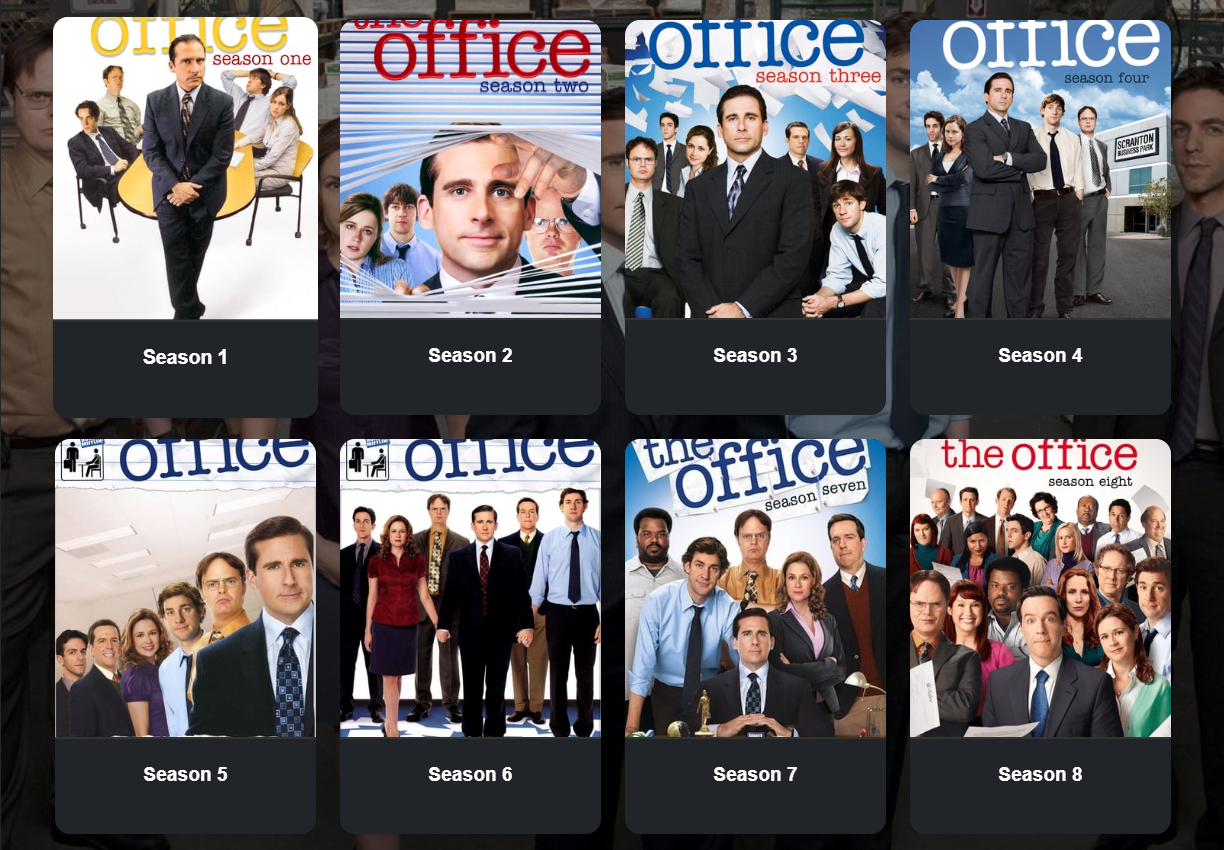 office
season one
the
office
season two
office
season three
office
season four
SCRANTON
BUSINESS PARK
Season 1
Season 2
Season 3
Season 4
office
office
the
office
season seven
the office
season eight
Season 5
Season 6
Season 7
Season 8